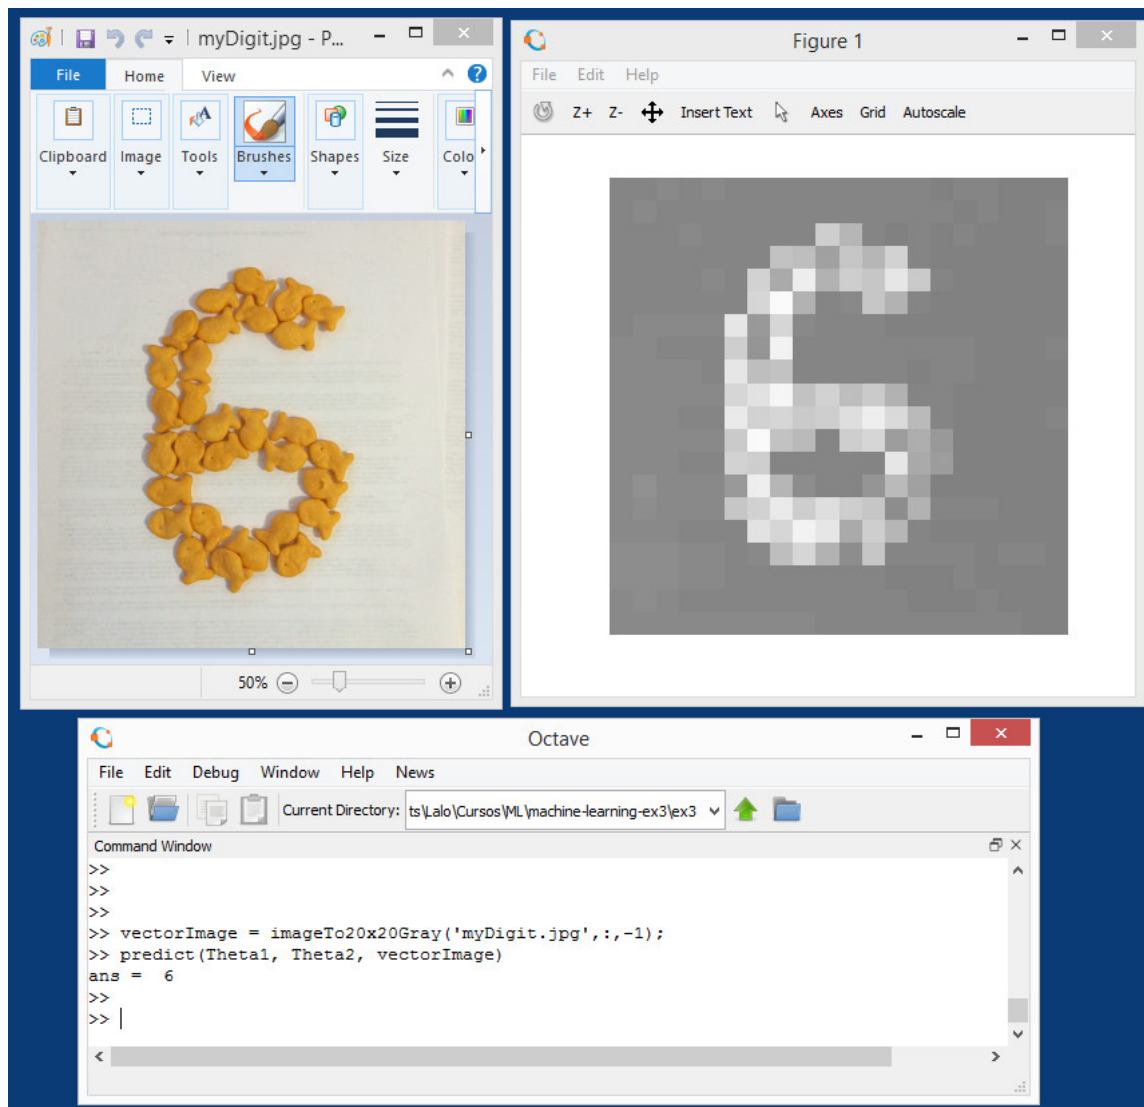 myDigit.jpg - P...
File Home View
Clipboard Image Tools Brushes Shapes Size Colo
50%
Figure 1
File Edit Help
Z+ Z- Insert Text Axes Grid Autoscale
6
Octave
File Edit Debug Window Help News
Current Directory: ts\Lalo\Cursos\ML\machine-learning-ex3\ex3
Command Window
>>
>>
>>
>> vectorImage = imageTo20x20Gray('myDigit.jpg',:,-1);
>> predict(Theta1, Theta2, vectorImage)
ans =  6
>>
>>